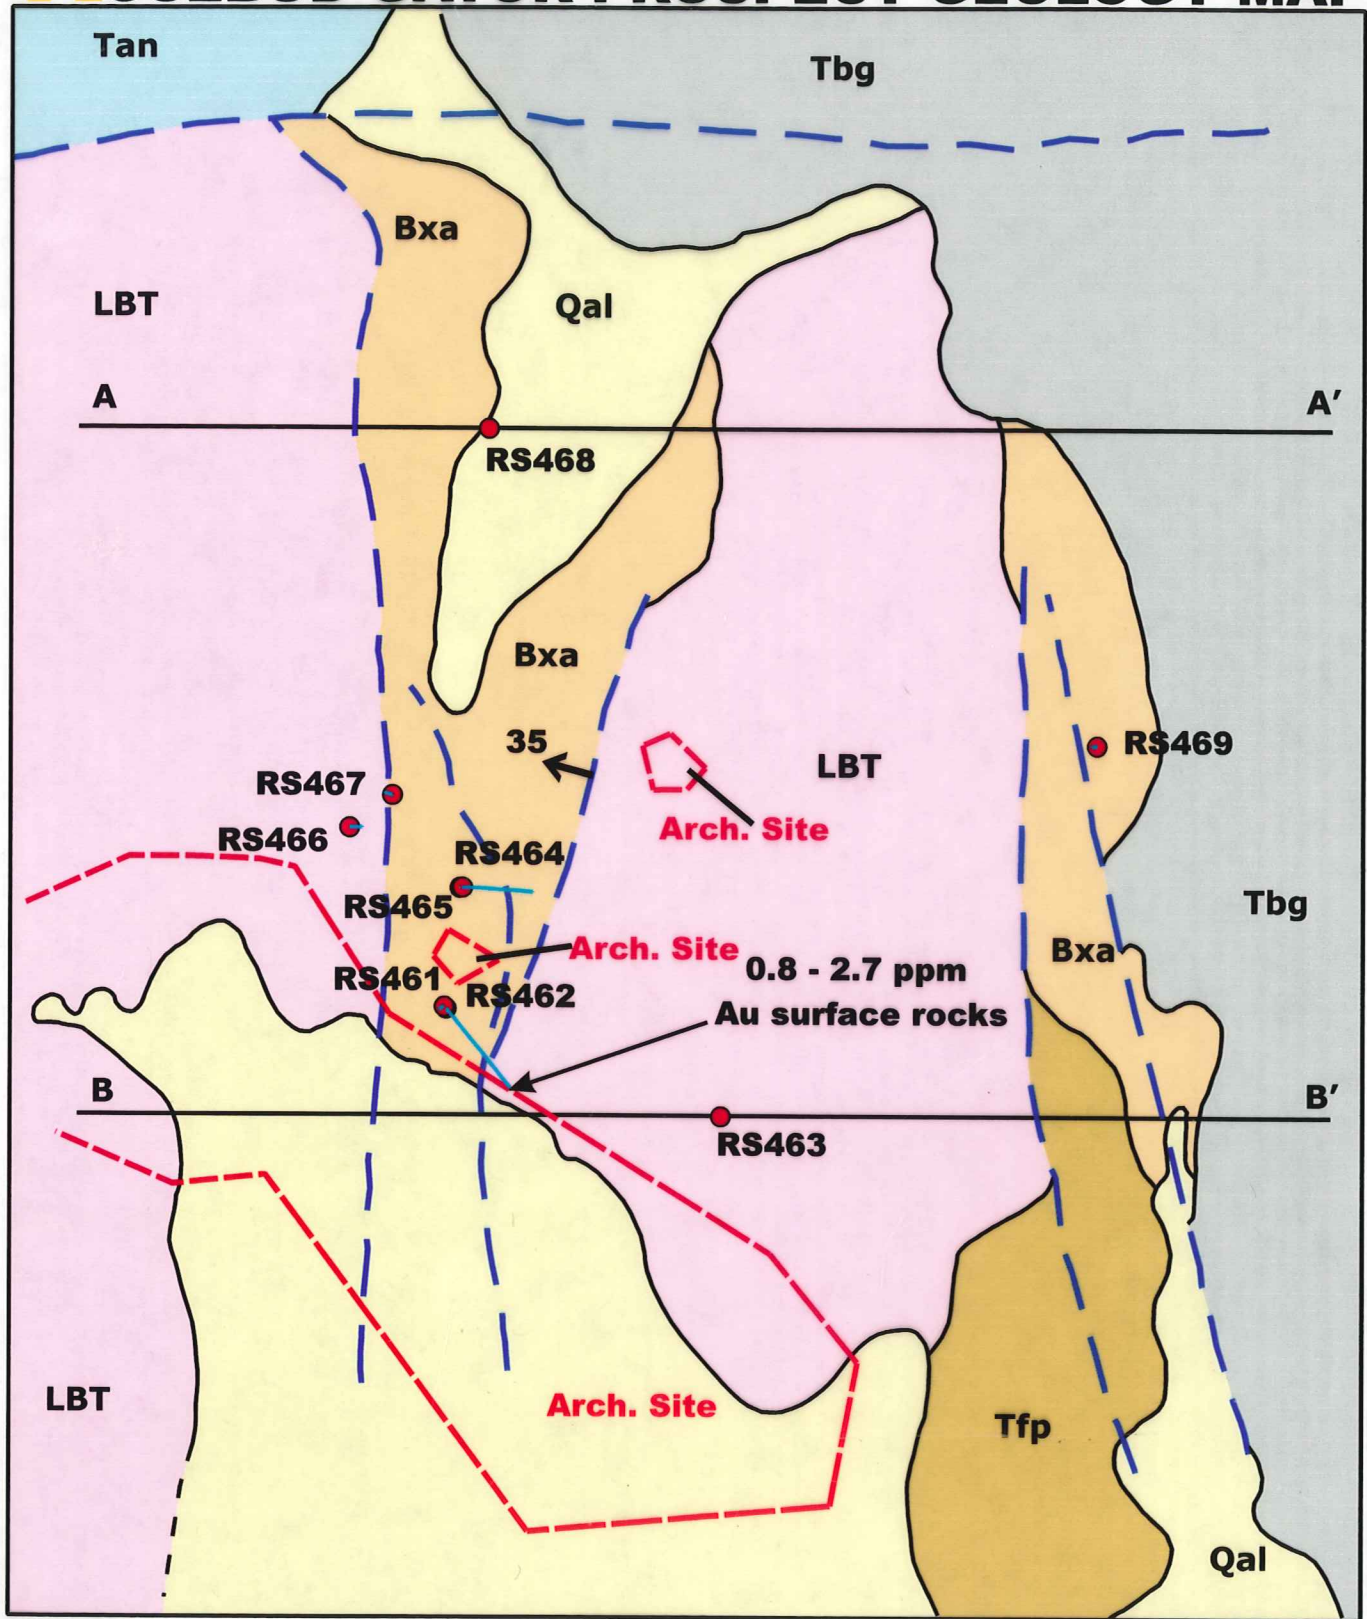 Tan
Tbg
Bxa
LBT
Qal
A
A’
RS468
Bxa
35
RS469
LBT
RS467
Arch. Site
RS466
RS464
RS465
Tbg
Arch. Site
Bxa
0.8 - 2.7 ppm
RS461
RS462
Au surface rocks
B
B’
RS463
LBT
Arch. Site
Tfp
Qal